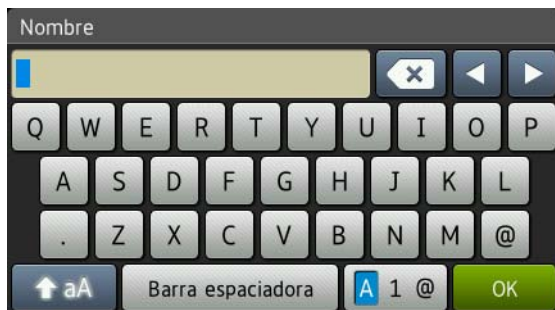 Nombre
Q W E R T Y U I O P
A S D F G H J K L
. Z X C V B N M @
aA Barra espaciadora A 1 @ OK